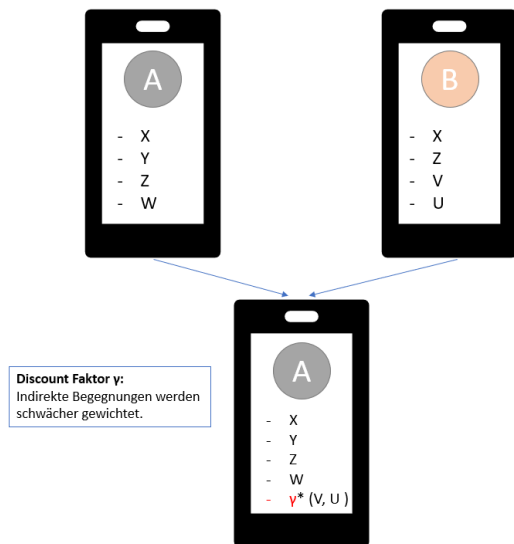 A
- X
- Y
- Z
- W
B
- X
- Z
- V
- U
Discount Faktor γ:
Indirekte Begegnungen werden
schwächer gewichtet.
A
- X
- Y
- Z
- W
- γ* (V, U )